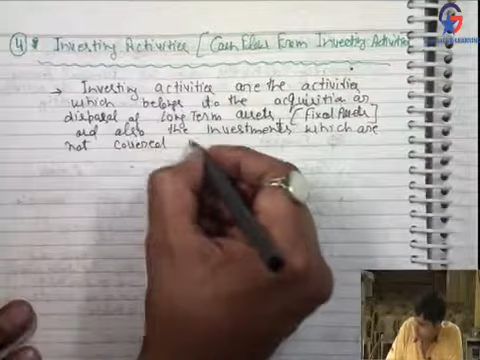 4) Investing Activities [Cash Flows From Investing Activities
→ Investing activities are the activities
which belongs to the acquisition or
disposal of Long Term assets, [Fixed Assets]
and also the investments which are
not covered